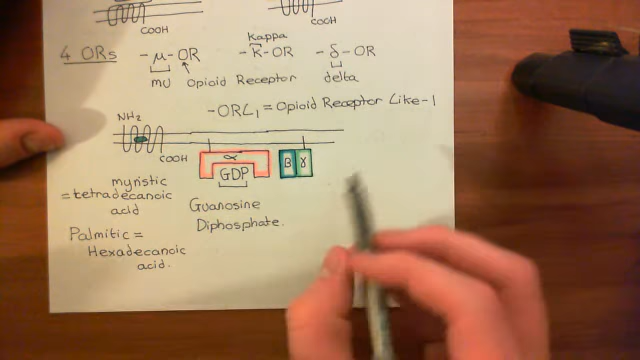 COOH
COOH
4 ORs -μ-OR -K-OR -δ-OR
Kappa
mu Opioid Receptor delta
-ORL1 = Opioid Receptor Like-1
NH2
COOH
α
GDP
β γ
myristic
=tetradecanoic
acid
Guanosine
Diphosphate.
Palmitic =
Hexadecanoic
acid.